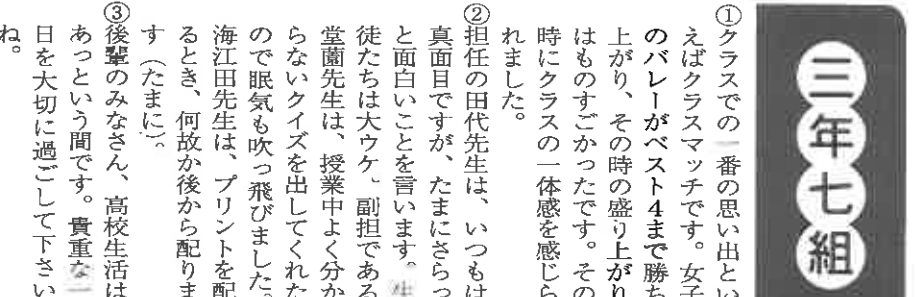 三年七組
①クラスでの一番の思い出とい
えばクラスマッチです。女子
のバレーがベスト4まで勝ち
上がり、その時の盛り上がり
はものすごかったです。その
時にクラスの一体感を感じら
れました。
②担任の田代先生は、いつもは
真面目ですが、たまにさらっ
と面白いことを言います。生
徒たちは大ウケ。副担である
堂薗先生は、授業中よく分か
らないクイズを出してくれた
ので眠気も吹っ飛びました。
海江田先生は、プリントを配
るとき、何故か後から配りま
す（たまに）。
③後輩のみなさん、高校生活は
あっという間です。貴重な一
日を大切に過ごして下さい
ね。